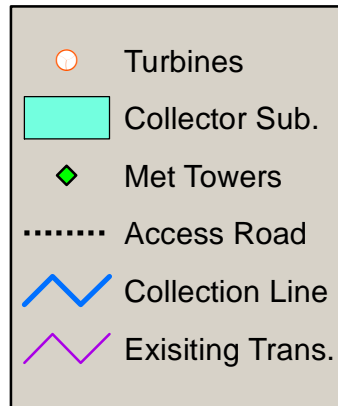 Turbines
Collector Sub.
Met Towers
Access Road
Collection Line
Exisiting Trans.